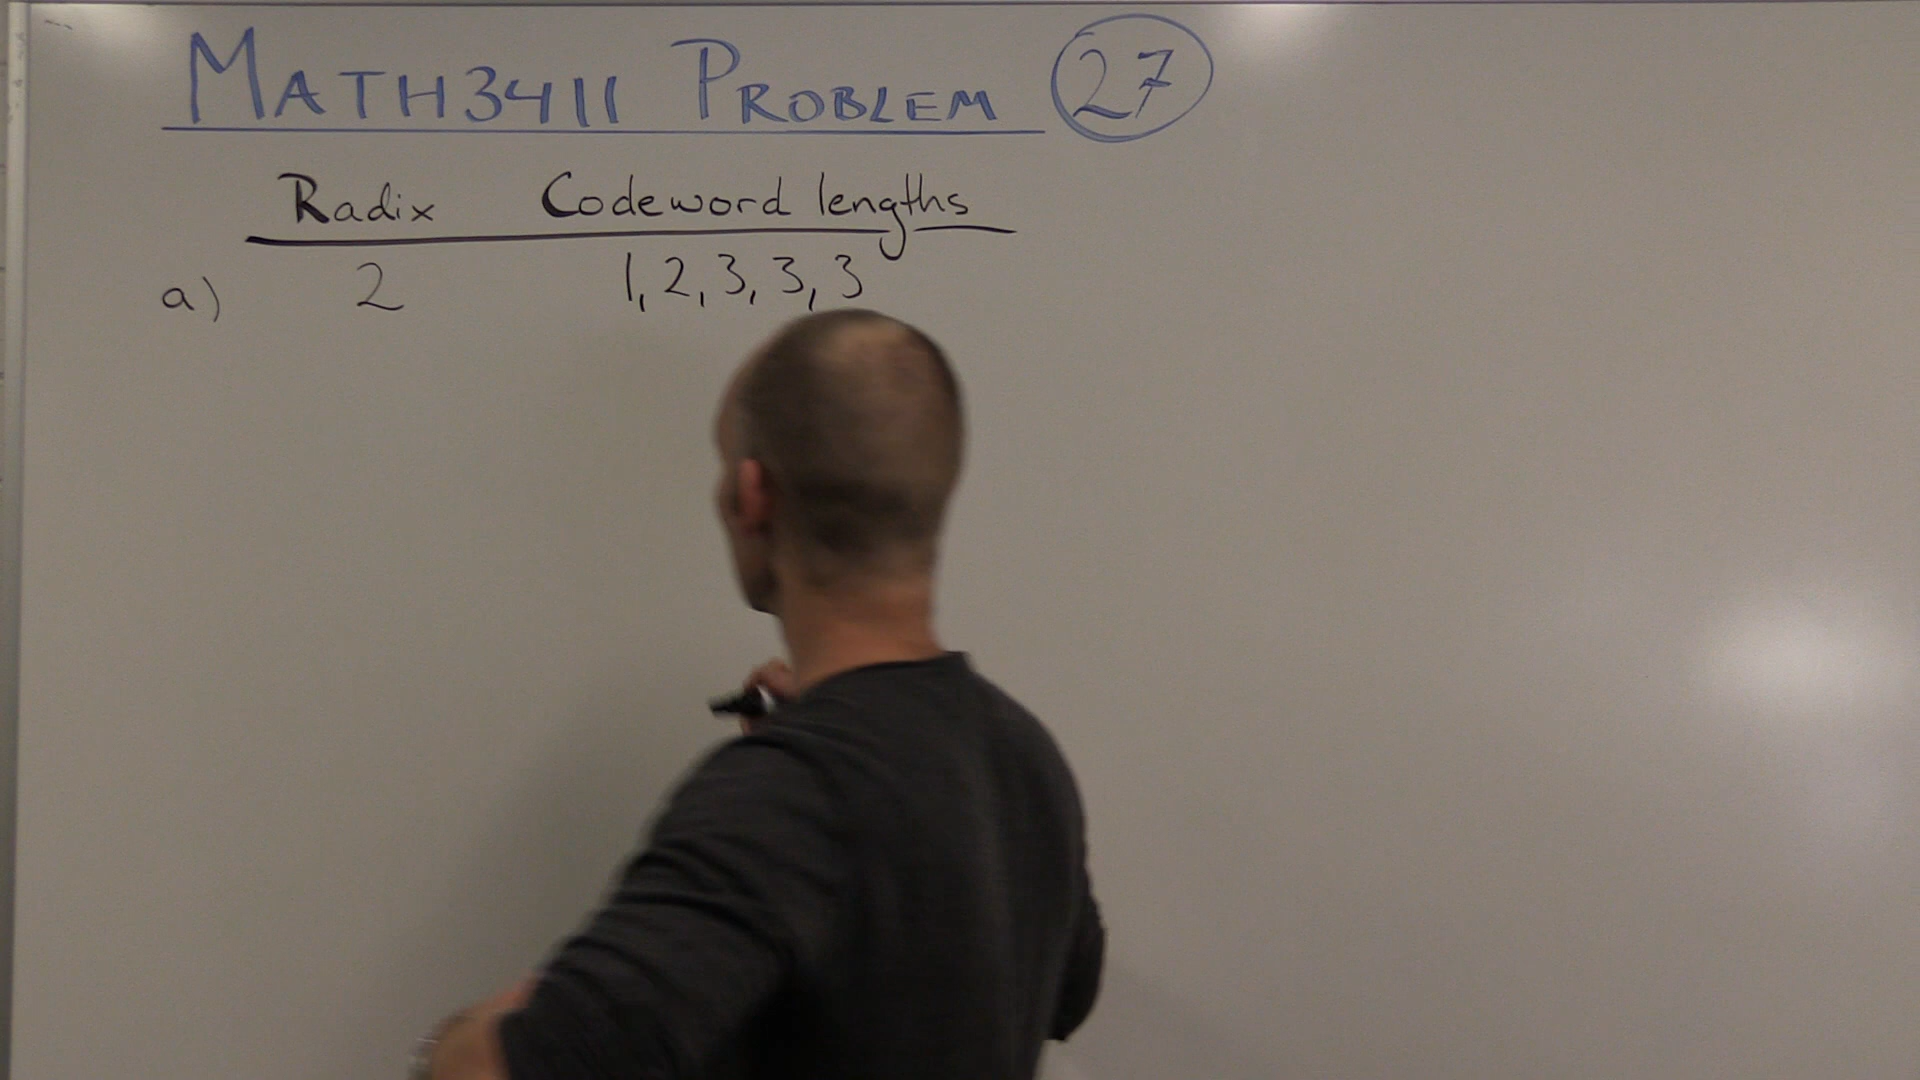 MATH3411 PROBLEM 27
Radix Codeword lengths
a) 2 1, 2, 3, 3, 3